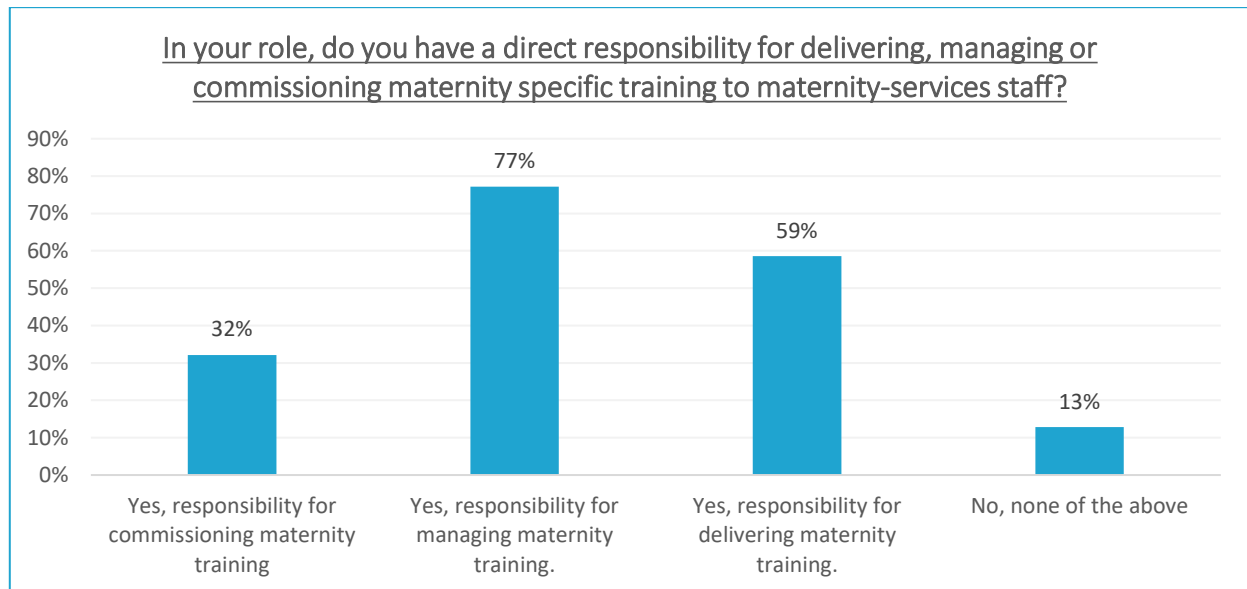 In your role, do you have a direct responsibility for delivering, managing or
commissioning maternity specific training to maternity-services staff?
90%
80%
70%
60%
50%
40%
30%
20%
10%
0%
32%
77%
59%
13%
Yes, responsibility for
commissioning maternity
training
Yes, responsibility for
managing maternity
training.
Yes, responsibility for
delivering maternity
training.
No, none of the above